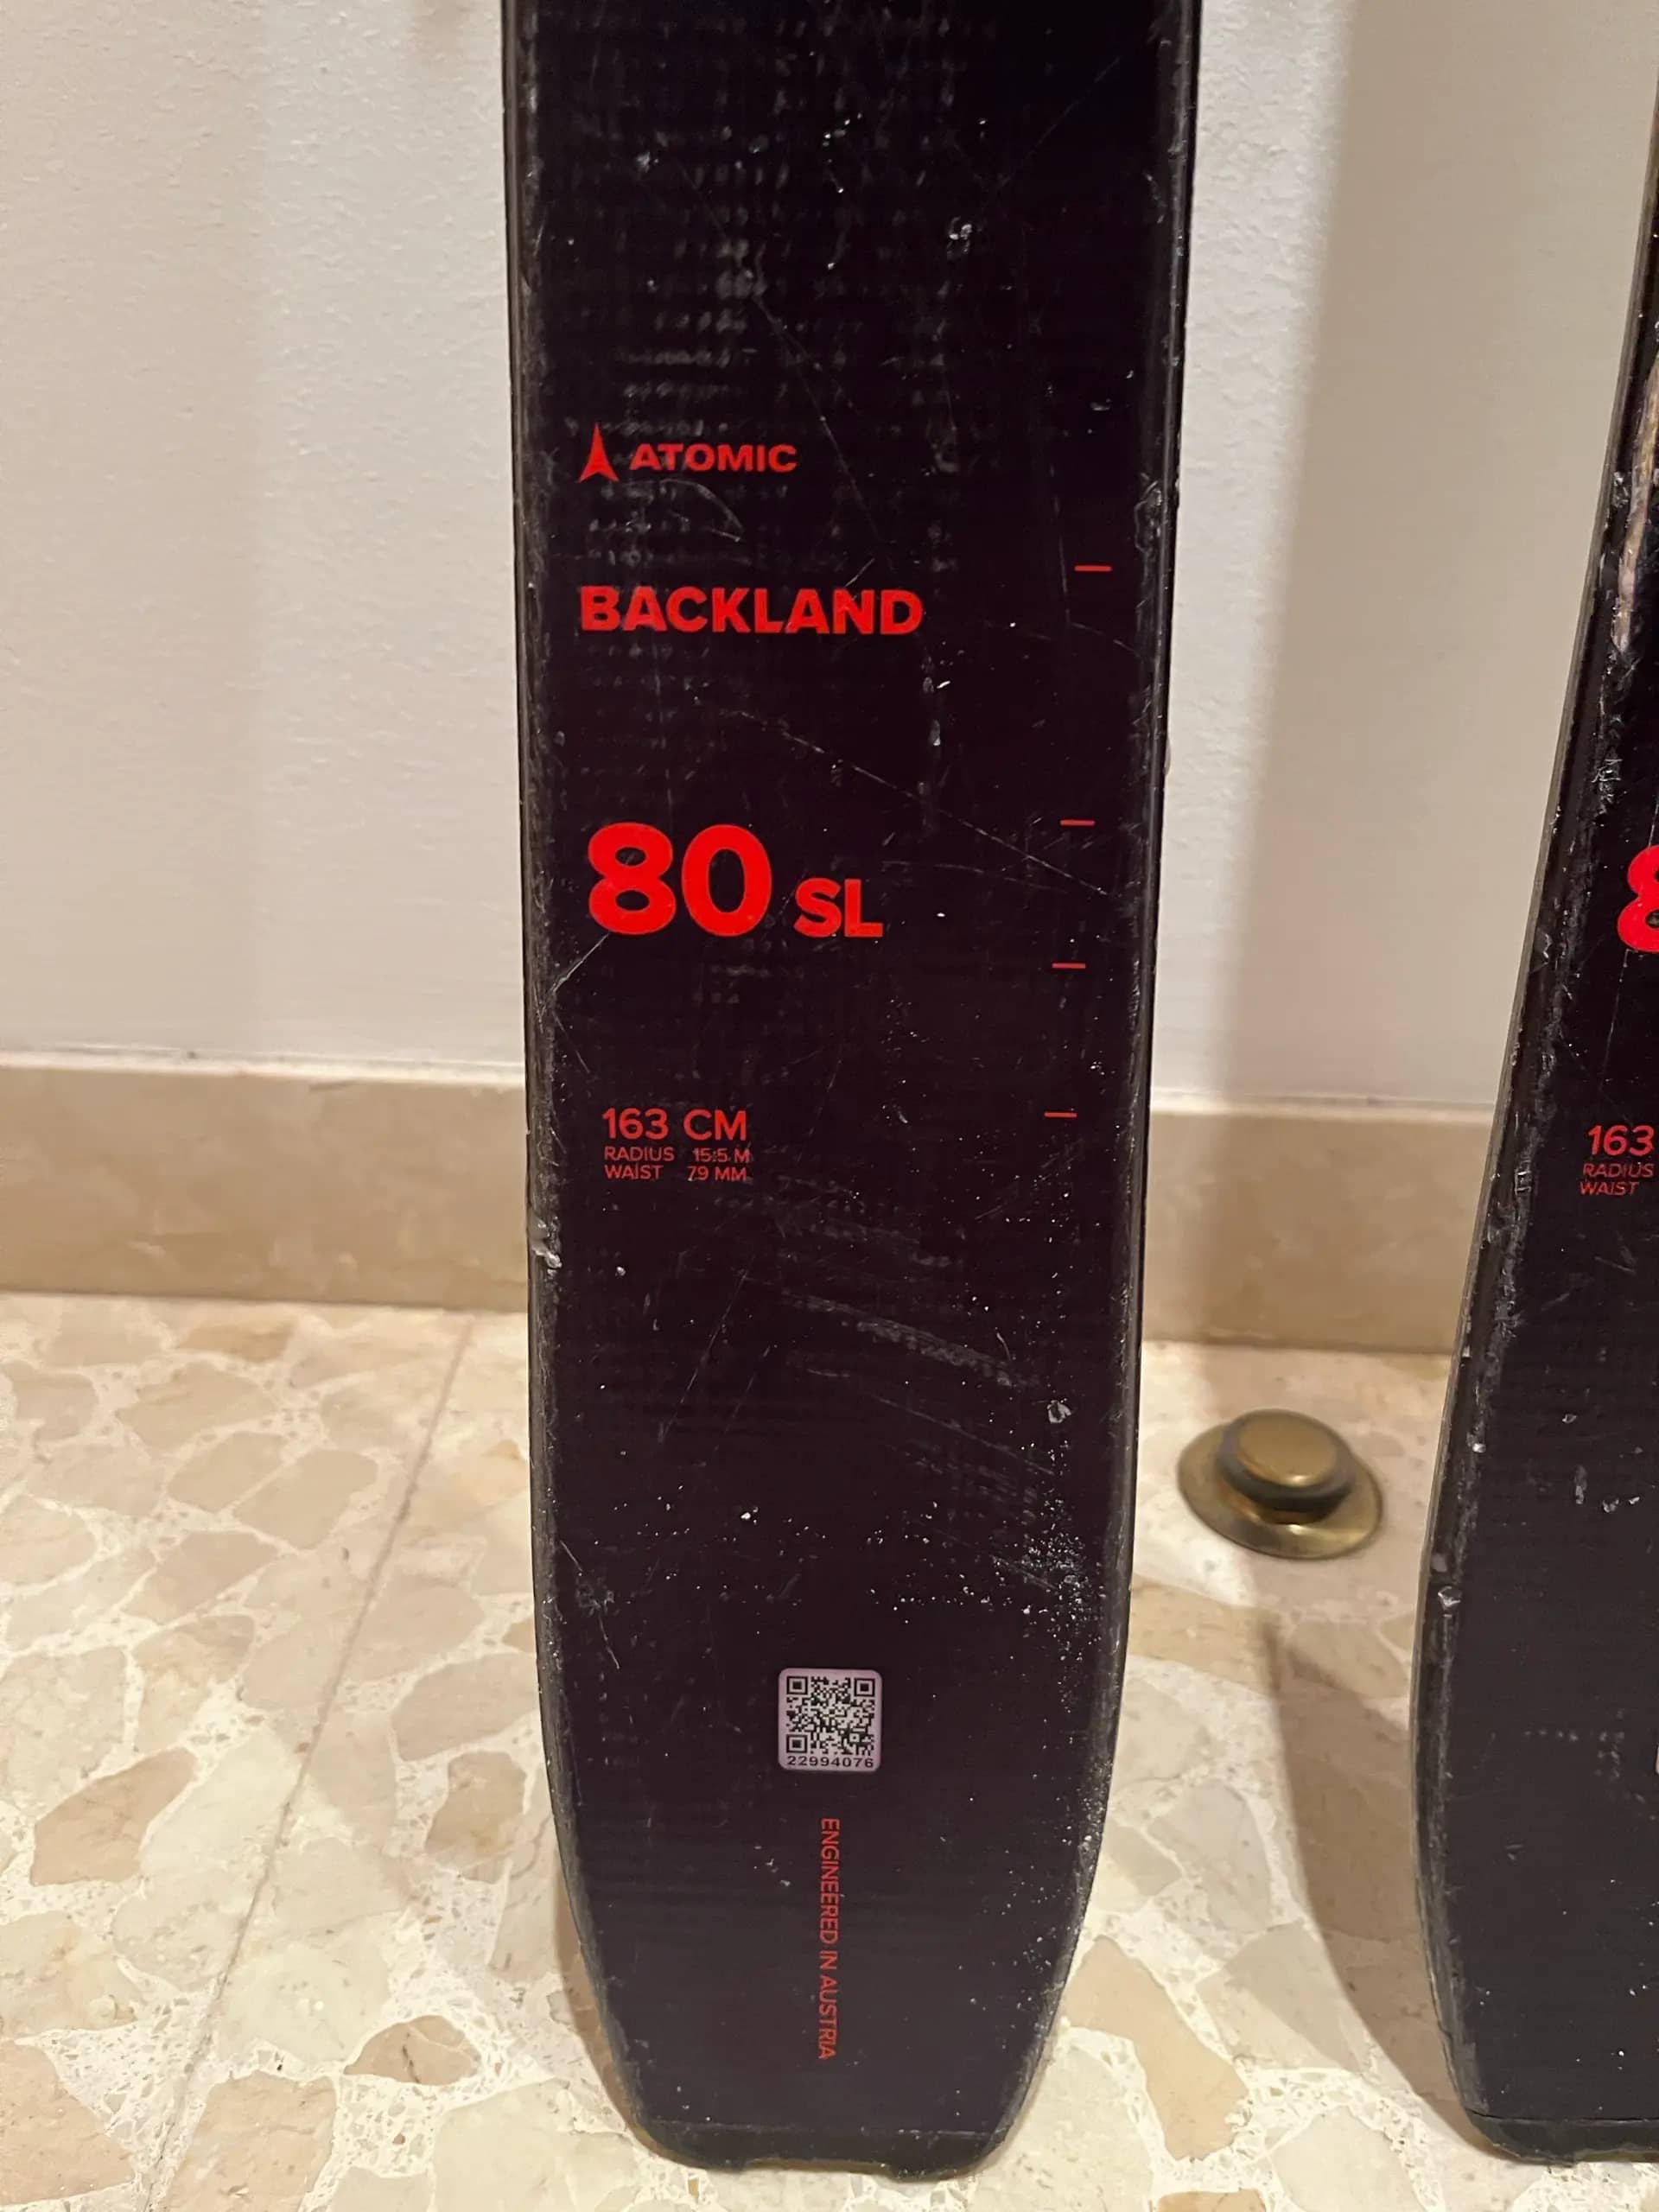 ATOMIC
BACKLAND
80 SL
163 CM
RADIUS 15.5 M
WAIST 79 MM
22994076
ENGINEERED IN AUSTRIA
8
163
RADIUS
WAIST